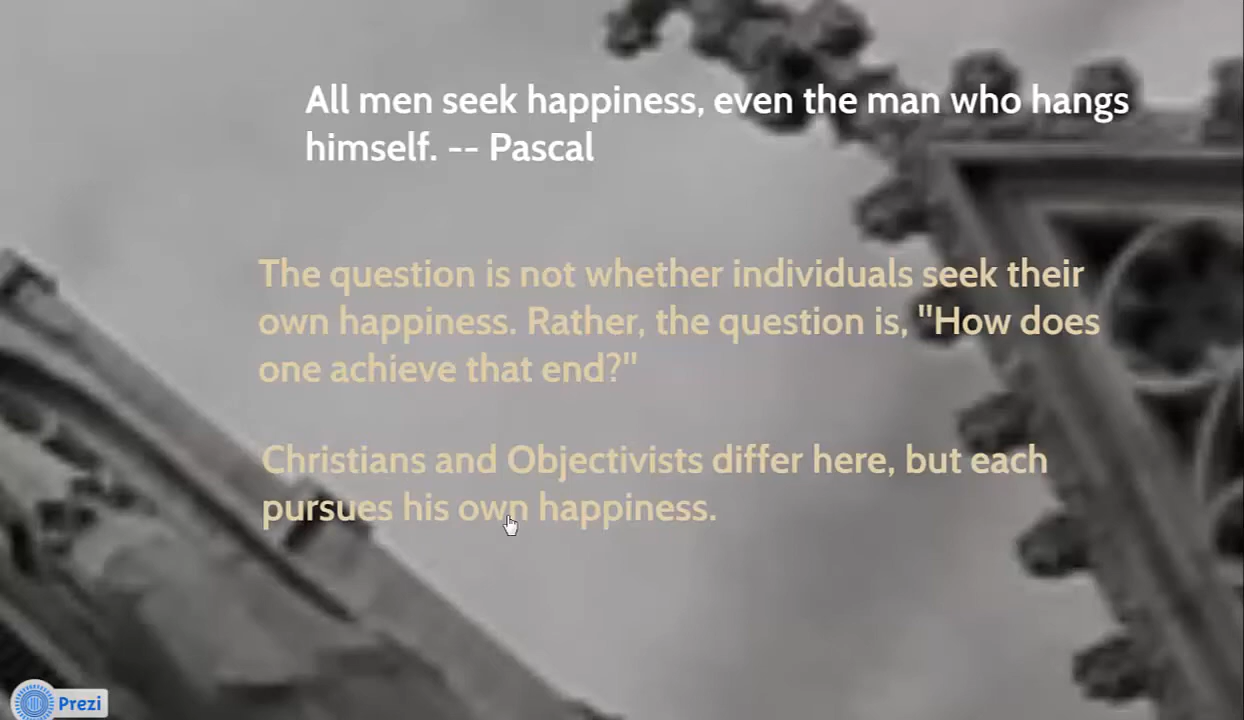 All men seek happiness, even the man who hangs
himself. -- Pascal
The question is not whether individuals seek their
own happiness. Rather, the question is, "How does
one achieve that end?"
Christians and Objectivists differ here, but each
pursues his own happiness.
Prezi